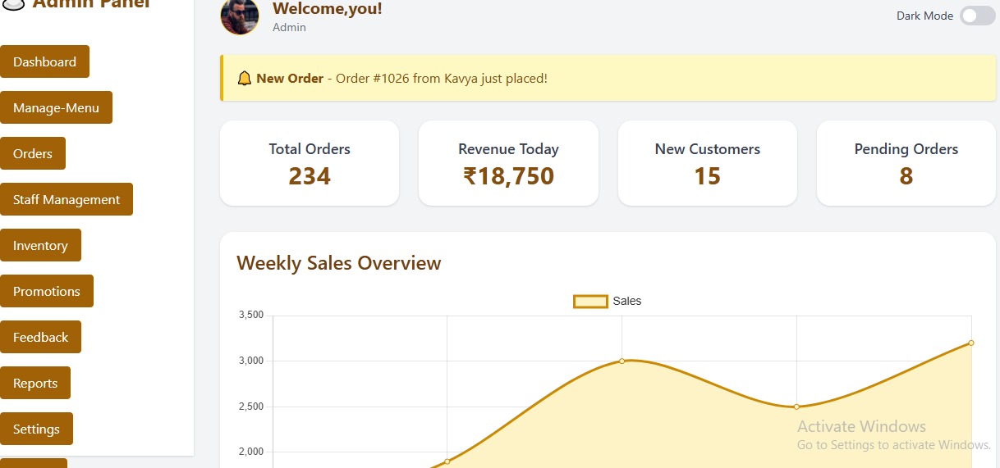 Admin Panel
Dashboard
Manage-Menu
Orders
Staff Management
Inventory
Promotions
Feedback
Reports
Settings
Welcome,you!
Admin
Dark Mode
New Order - Order #1026 from Kavya just placed!
Total Orders
234
Revenue Today
₹18,750
New Customers
15
Pending Orders
8
Weekly Sales Overview
Sales
3,500
3,000
2,500
2,000
Activate Windows
Go to Settings to activate Windows.